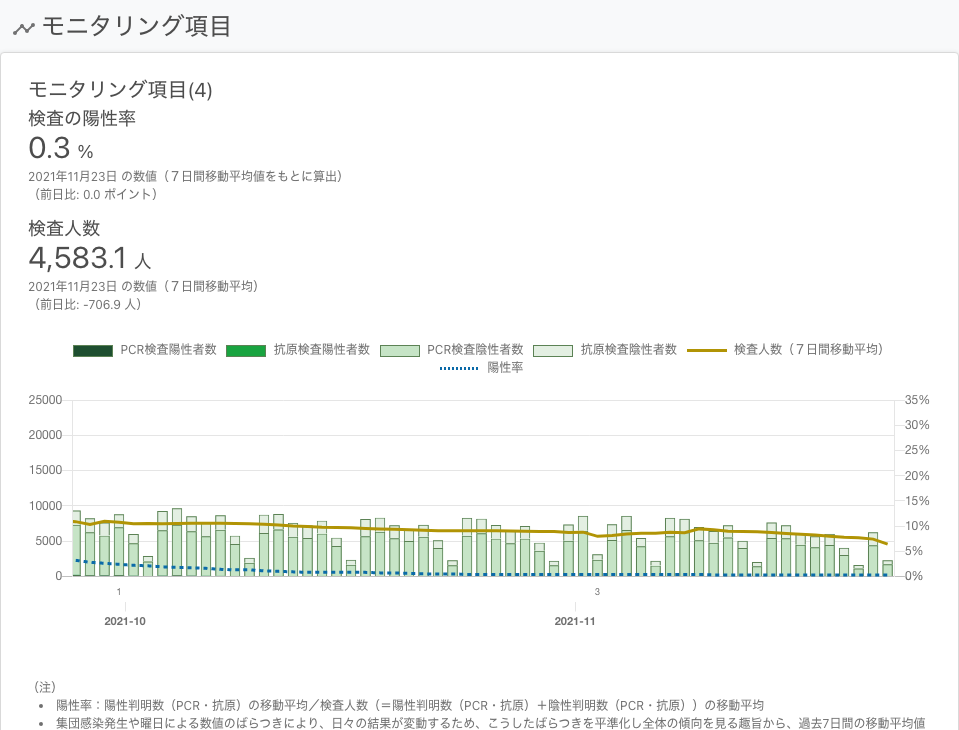 モニタリング項目
モニタリング項目(4)
検査の陽性率
0.3 %
2021年11月23日 の数値（７日間移動平均値をもとに算出）
（前日比: 0.0 ポイント）
検査人数
4,583.1 人
2021年11月23日 の数値（７日間移動平均）
（前日比: -706.9 人）
PCR検査陽性者数 抗原検査陽性者数 PCR検査陰性者数 抗原検査陰性者数 検査人数（７日間移動平均）
陽性率
25000 35%
30%
20000
25%
15000 20%
15%
10000
10%
5000
5%
0 0%
1 3
2021-10 2021-11
（注）
• 陽性率：陽性判明数（PCR・抗原）の移動平均／検査人数（＝陽性判明数（PCR・抗原）＋陰性判明数（PCR・抗原））の移動平均
• 集団感染発生や曜日による数値のばらつきにより、日々の結果が変動するため、こうしたばらつきを平準化し全体の傾向を見る趣旨から、過去7日間の移動平均値